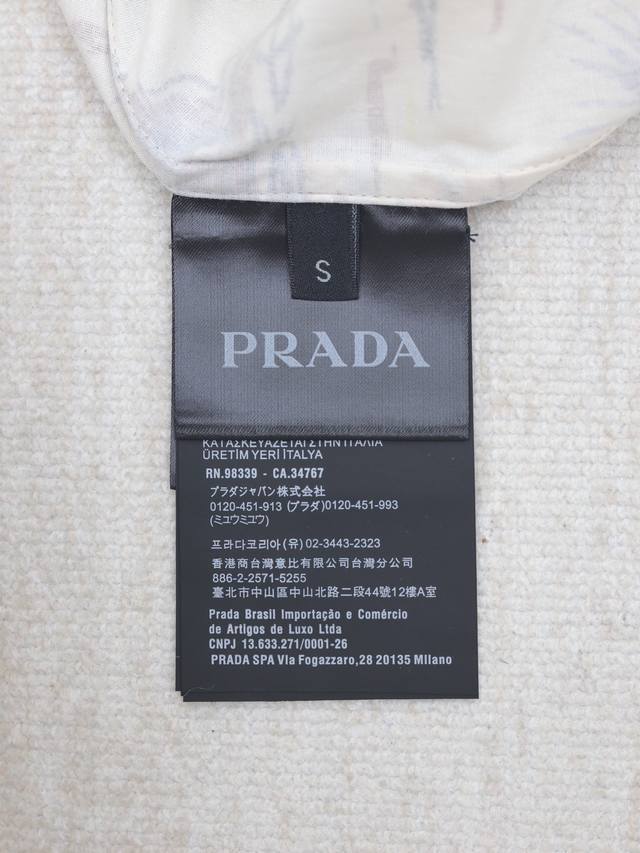 S
PRADA
ΚΑΤΑΣΚΕΥΑΖΕΤΑΙ ΣΤΗΝ ΙΤΑΛΙΑ
ÜRETİM YERİ İTALYA
RN.98339 - CA.34767
プラダジャパン株式会社
0120-451-913 (プラダ)0120-451-993
(ミュウミュウ)
프라다코리아(유) 02-3443-2323
香港商台灣意比有限公司台灣分公司
886-2-2571-5255
臺北市中山區中山北路二段44號12樓A室
Prada Brasil Importação e Comércio
de Artigos de Luxo Ltda
CNPJ 13.633.271/0001-26
PRADA SPA Via Fogazzaro,28 20135 Milano